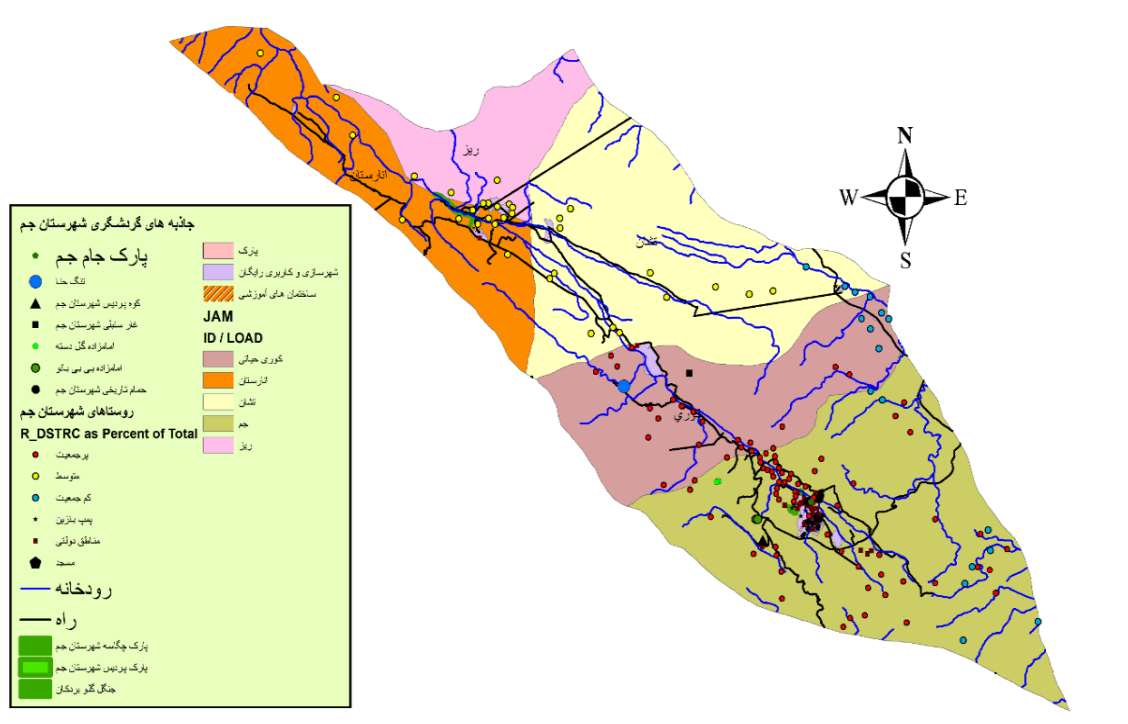 N
W
E
S
ریز
انارستان
تشان
کوري
جاذبه های گردشگری شهرستان جم
پارک جام جم
تنگ حنا
کوه پردیس شهرستان جم
غار سنبلی شهرستان جم
امامزاده گل دسته
امامزاده بی بی بانو
حمام تاریخی شهرستان جم
روستاهای شهرستان جم
R_DSTRC as Percent of Total
پرجمعیت
متوسط
کم جمعیت
پمپ بنزین
مناطق دولتی
مسجد
رودخانه
راه
پارک چگاسه شهرستان جم
پارک پردیس شهرستان جم
جنگل گلو بردکان
پارک
شهرسازی و کاربری رایگان
ساختمان های آموزشی
JAM
ID / LOAD
کوری حیاتی
انارستان
تشان
جم
ریز